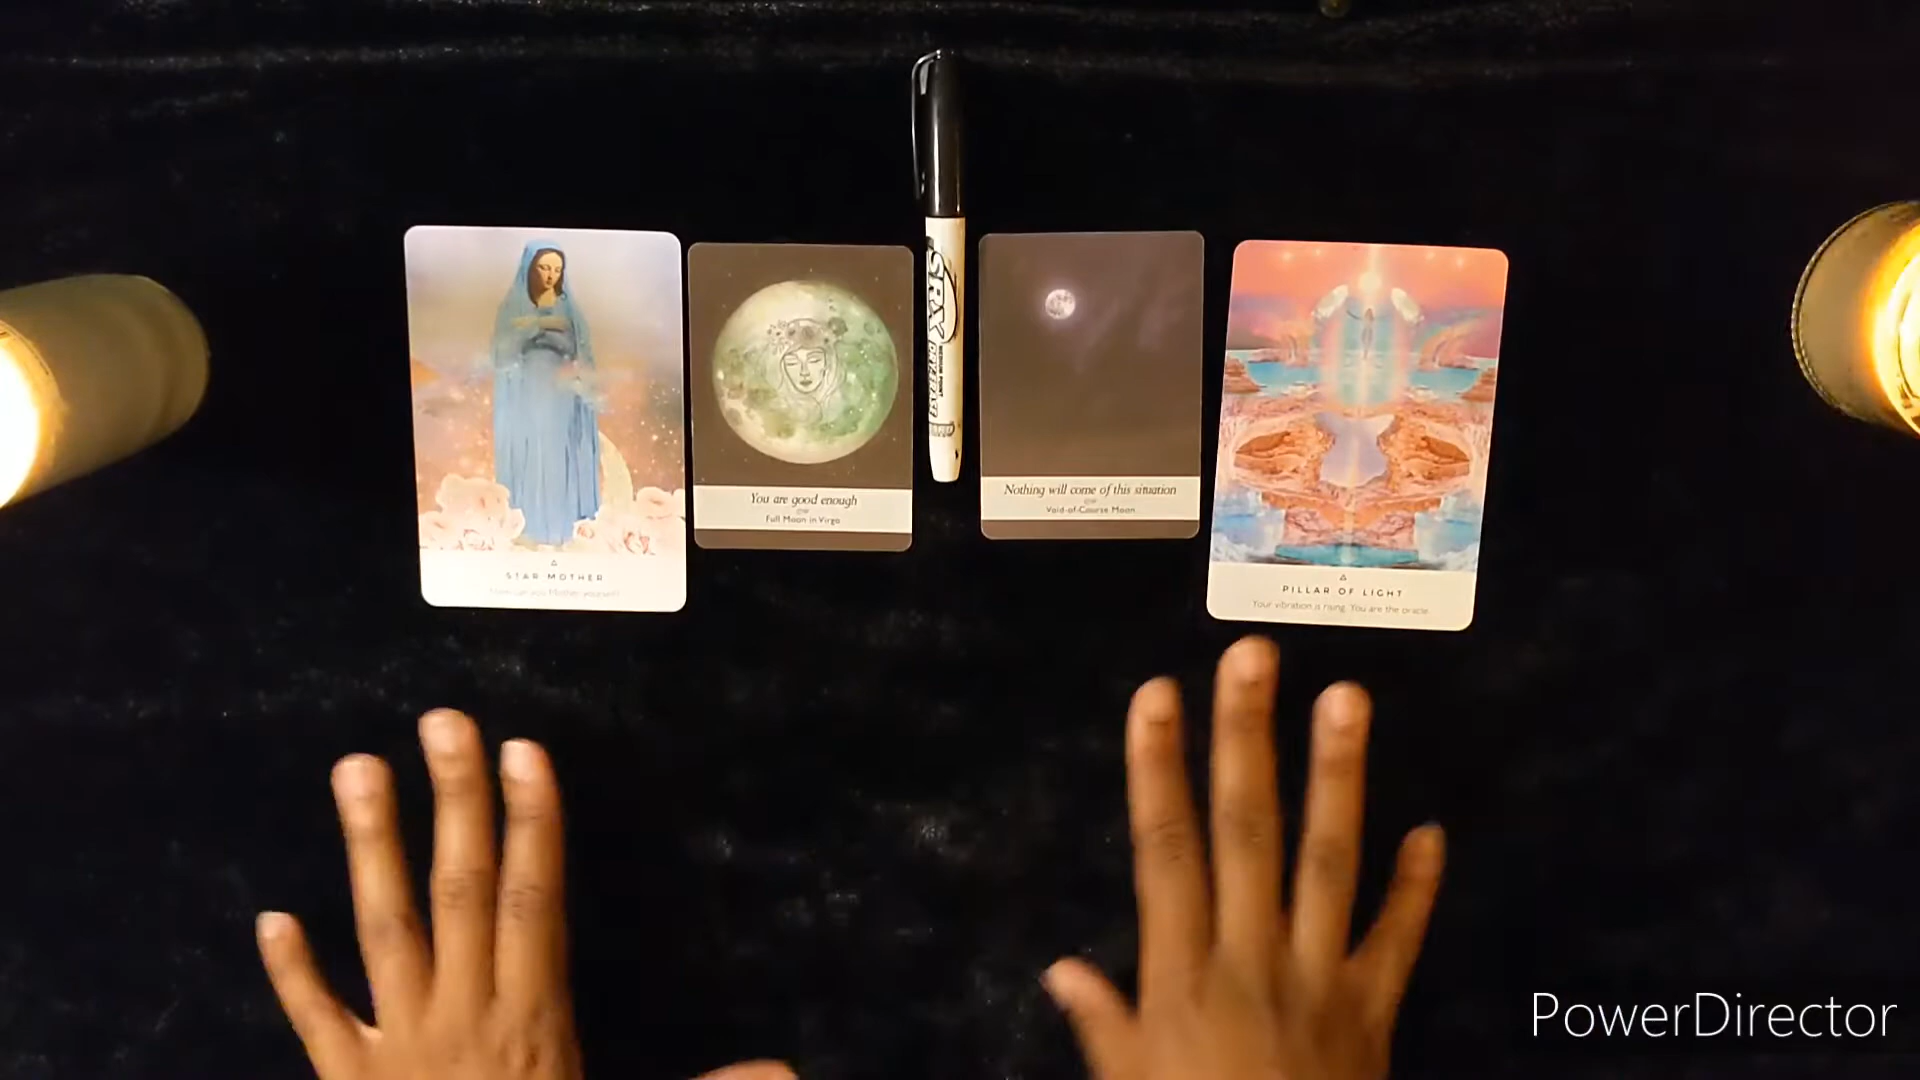 STAR MOTHER
You are good enough
Full Moon in Virgo
Nothing will come of this situation
Void-of-Course Moon
PILLAR OF LIGHT
Your vibration is rising. You are the oracle.
PowerDirector